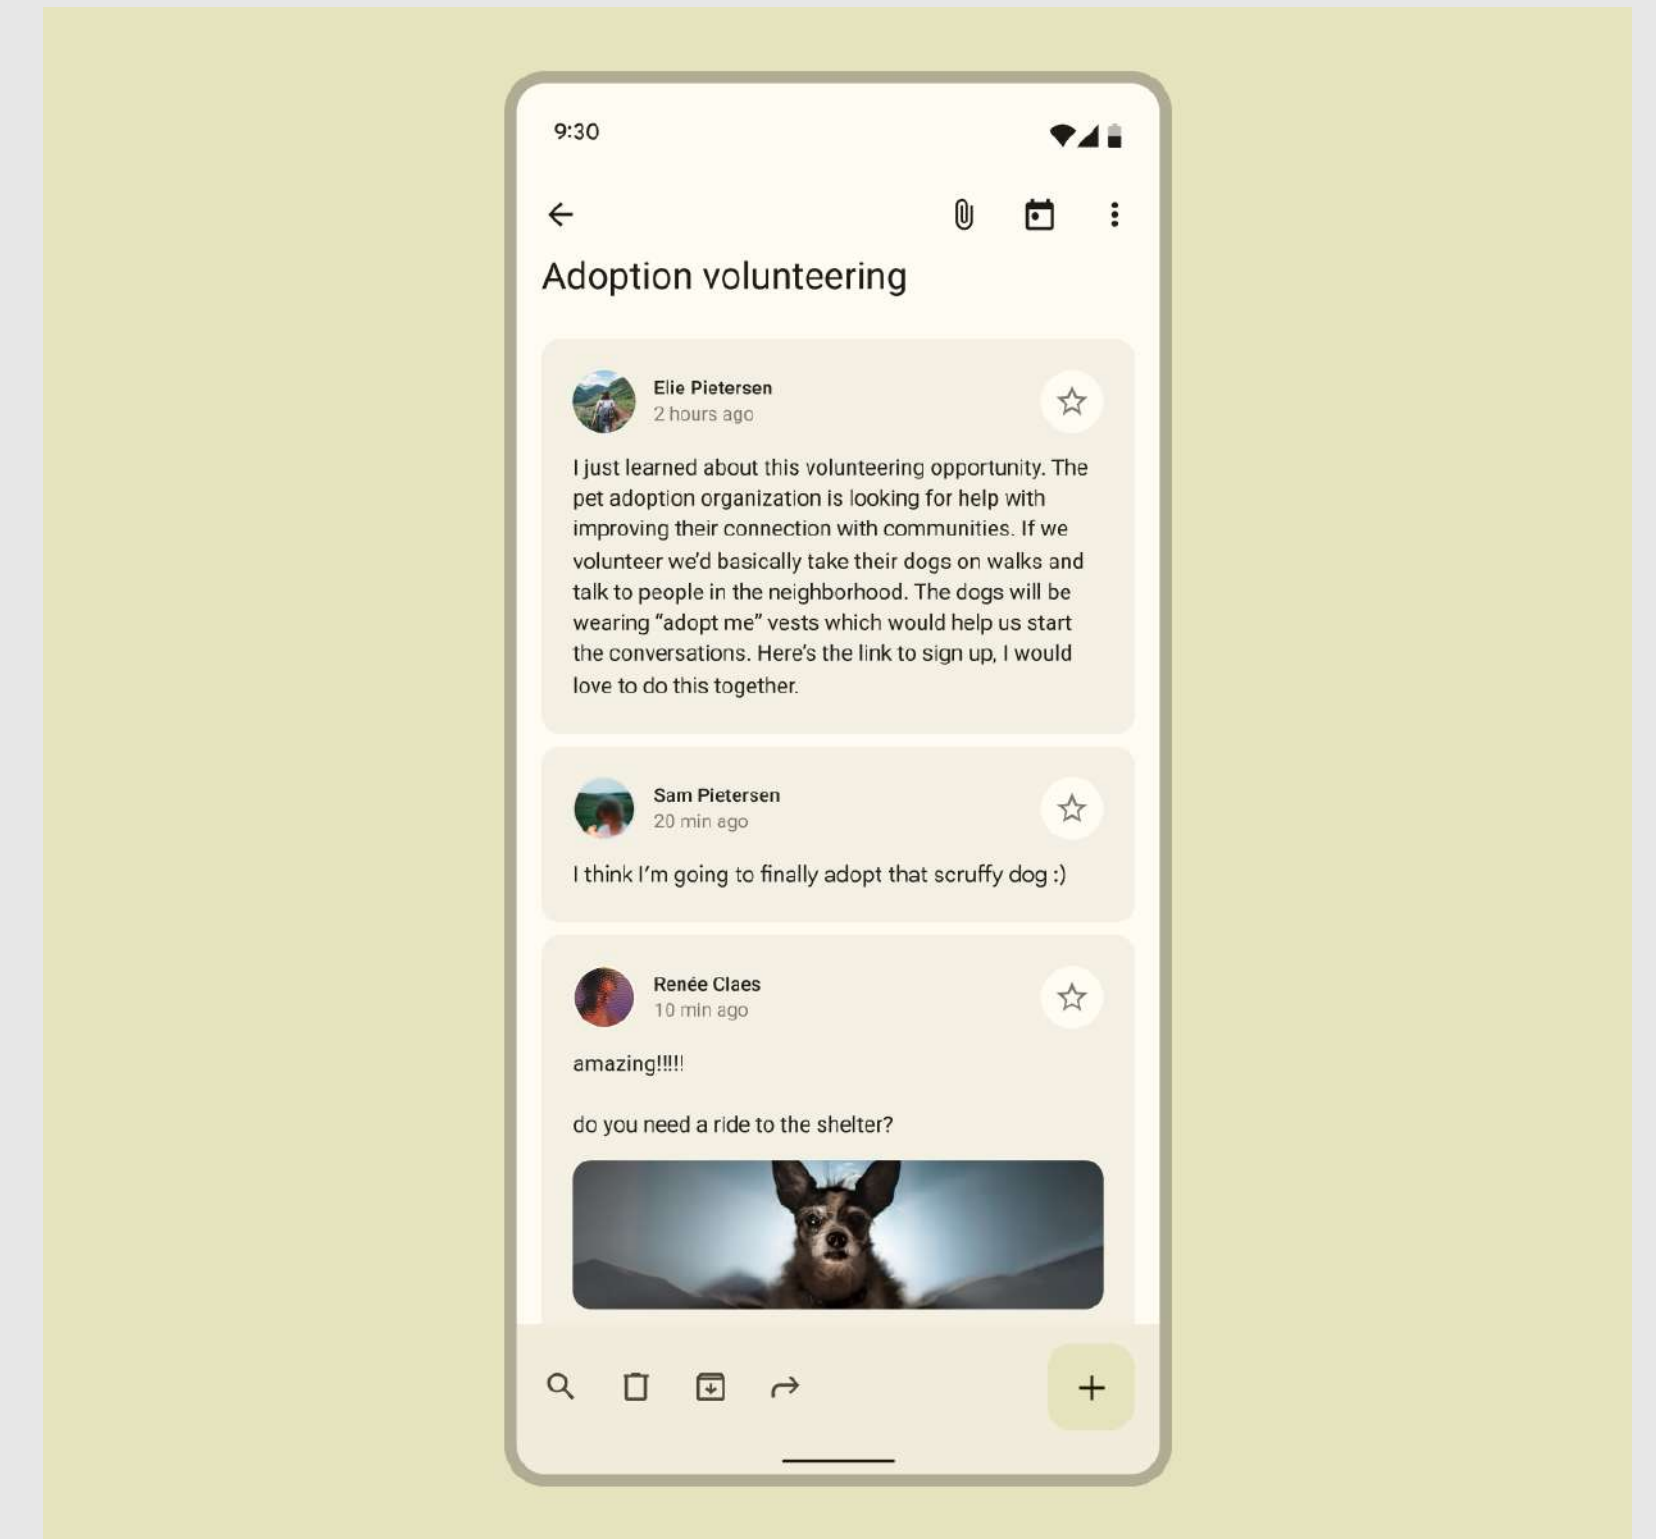 9:30
Adoption volunteering
Elie Pietersen
2 hours ago
I just learned about this volunteering opportunity. The
pet adoption organization is looking for help with
improving their connection with communities. If we
volunteer we’d basically take their dogs on walks and
talk to people in the neighborhood. The dogs will be
wearing “adopt me” vests which would help us start
the conversations. Here’s the link to sign up, I would
love to do this together.
Sam Pietersen
20 min ago
I think I’m going to finally adopt that scruffy dog :)
Renée Claes
10 min ago
amazing!!!!!
do you need a ride to the shelter?